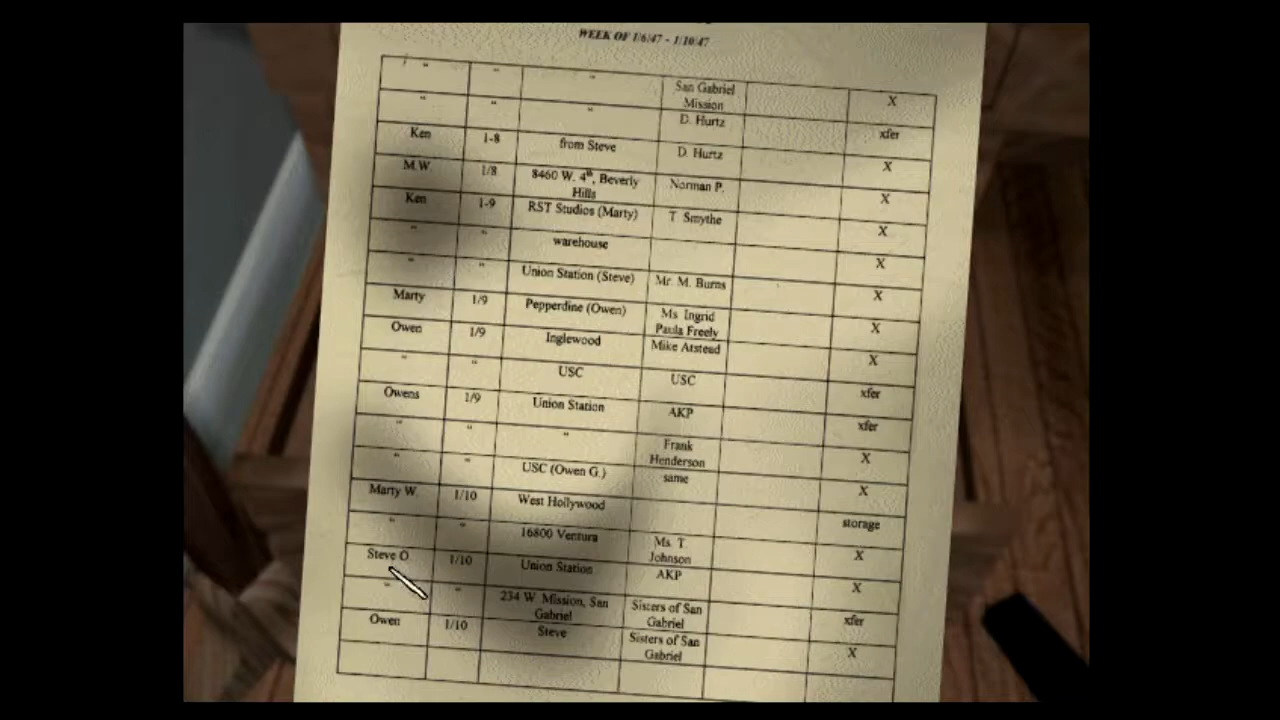 WEEK OF 1/6/47 - 1/10/47
" " " San Gabriel Mission X
" " " D. Hurtz xfer
Ken 1-8 from Steve D. Hurtz X
M.W. 1/8 8460 W. 4th, Beverly Hills Norman P. X
Ken 1-9 RST Studios (Marty) T Smythe X
" " warehouse X
" " Union Station (Steve) Mr. M. Burns X
Marty 1/9 Pepperdine (Owen) Ms Ingrid Paula Freely X
Owen 1/9 Inglewood Mike Atstead X
" " USC USC xfer
Owens 1/9 Union Station AKP xfer
" " " Frank Henderson X
" " USC (Owen G.) same X
Marty W. 1/10 West Hollywood storage
" " 16800 Ventura Ms. T. Johnson X
Steve O 1/10 Union Station AKP X
" " 234 W. Mission, San Gabriel Sisters of San Gabriel xfer
Owen 1/10 Steve Sisters of San Gabriel X